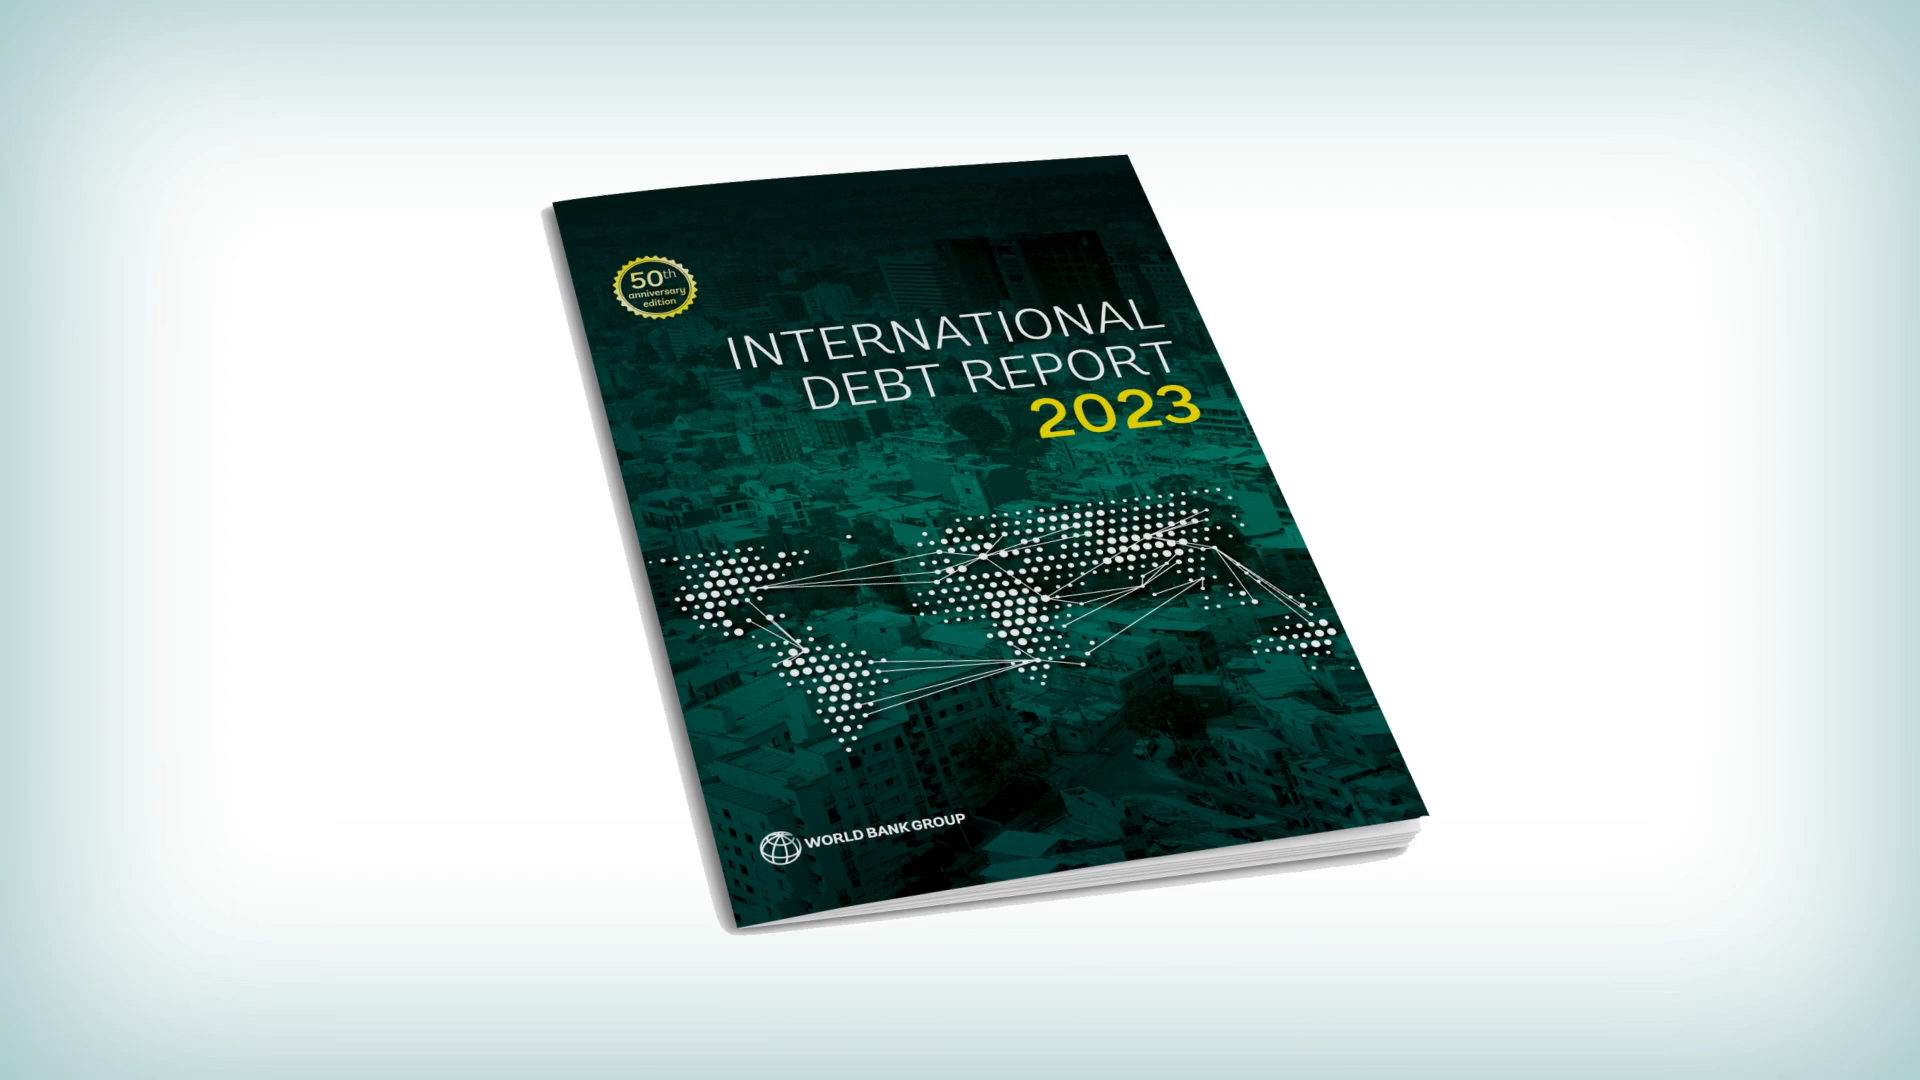 50th
anniversary
edition
INTERNATIONAL
DEBT REPORT
2023
WORLD BANK GROUP